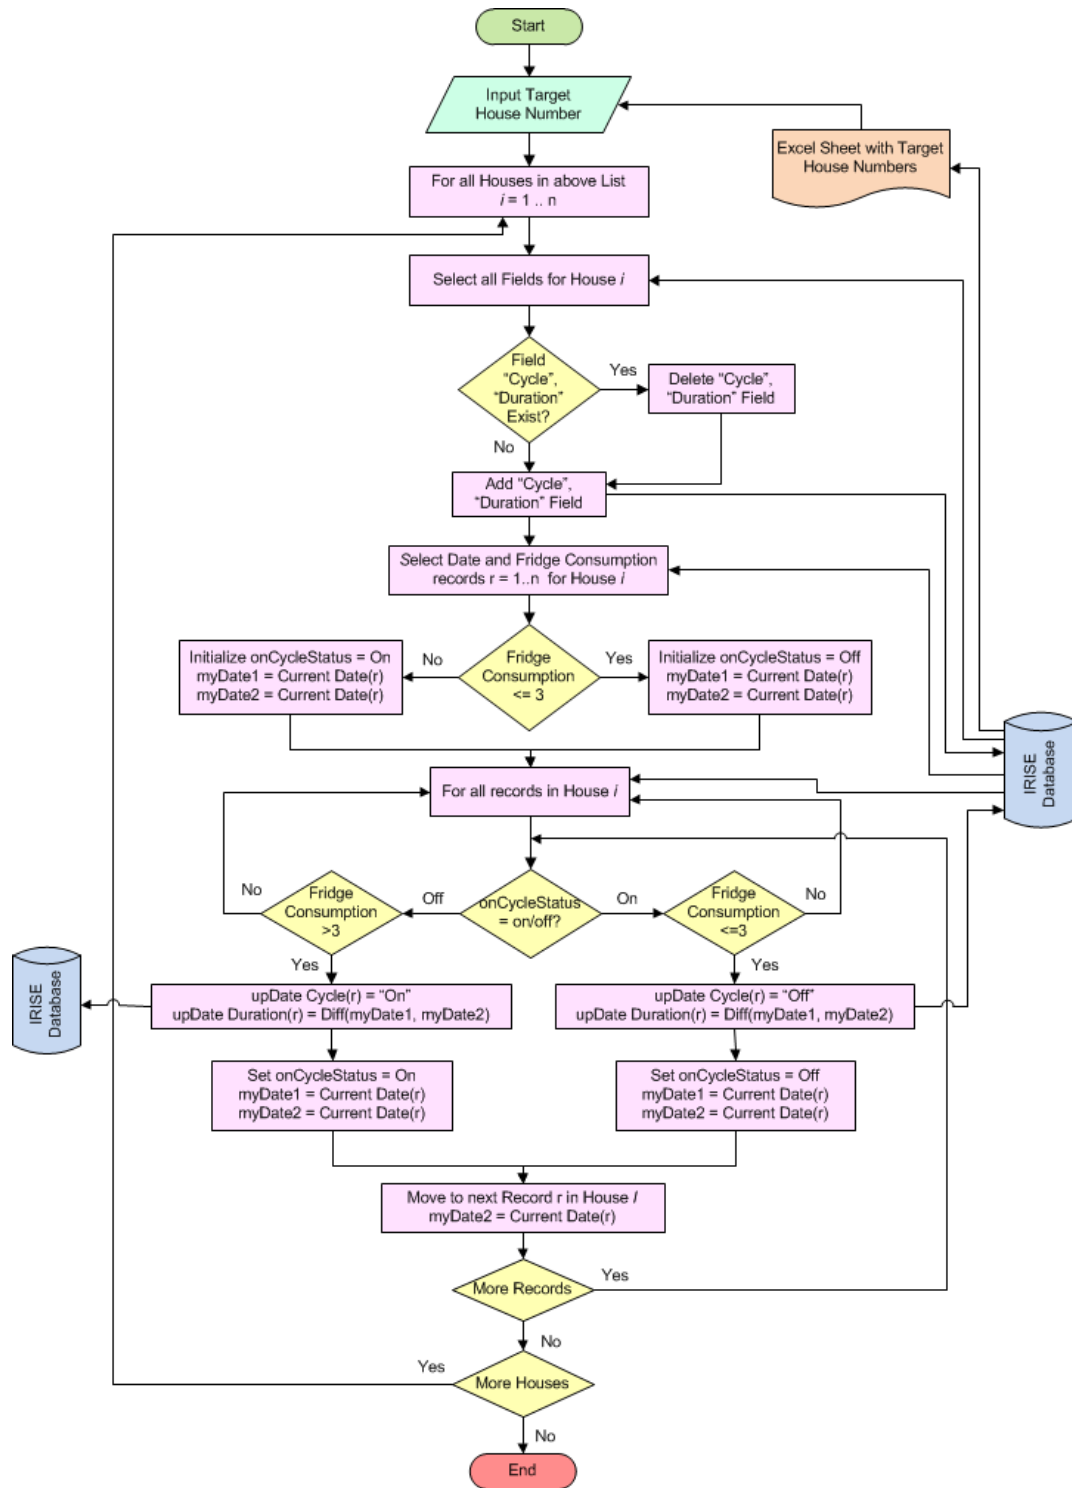 Start
Input Target
House Number
Excel Sheet with Target
House Numbers
For all Houses in above List
i = 1 .. n
Select all Fields for House i
Field
“Cycle”,
“Duration”
Exist?
Yes
Delete “Cycle”,
“Duration” Field
No
Add “Cycle”,
“Duration” Field
Select Date and Fridge Consumption
records r = 1..n for House i
Initialize onCycleStatus = On
myDate1 = Current Date(r)
myDate2 = Current Date(r)
No
Fridge
Consumption
<= 3
Yes
Initialize onCycleStatus = Off
myDate1 = Current Date(r)
myDate2 = Current Date(r)
IRISE
Database
For all records in House i
No
Fridge
Consumption
>3
Off
onCycleStatus
= on/off?
On
Fridge
Consumption
<=3
No
Yes
Yes
IRISE
Database
upDate Cycle(r) = “On”
upDate Duration(r) = Diff(myDate1, myDate2)
upDate Cycle(r) = “Off”
upDate Duration(r) = Diff(myDate1, myDate2)
Set onCycleStatus = On
myDate1 = Current Date(r)
myDate2 = Current Date(r)
Set onCycleStatus = Off
myDate1 = Current Date(r)
myDate2 = Current Date(r)
Move to next Record r in House I
myDate2 = Current Date(r)
More Records
Yes
No
Yes
More Houses
No
End